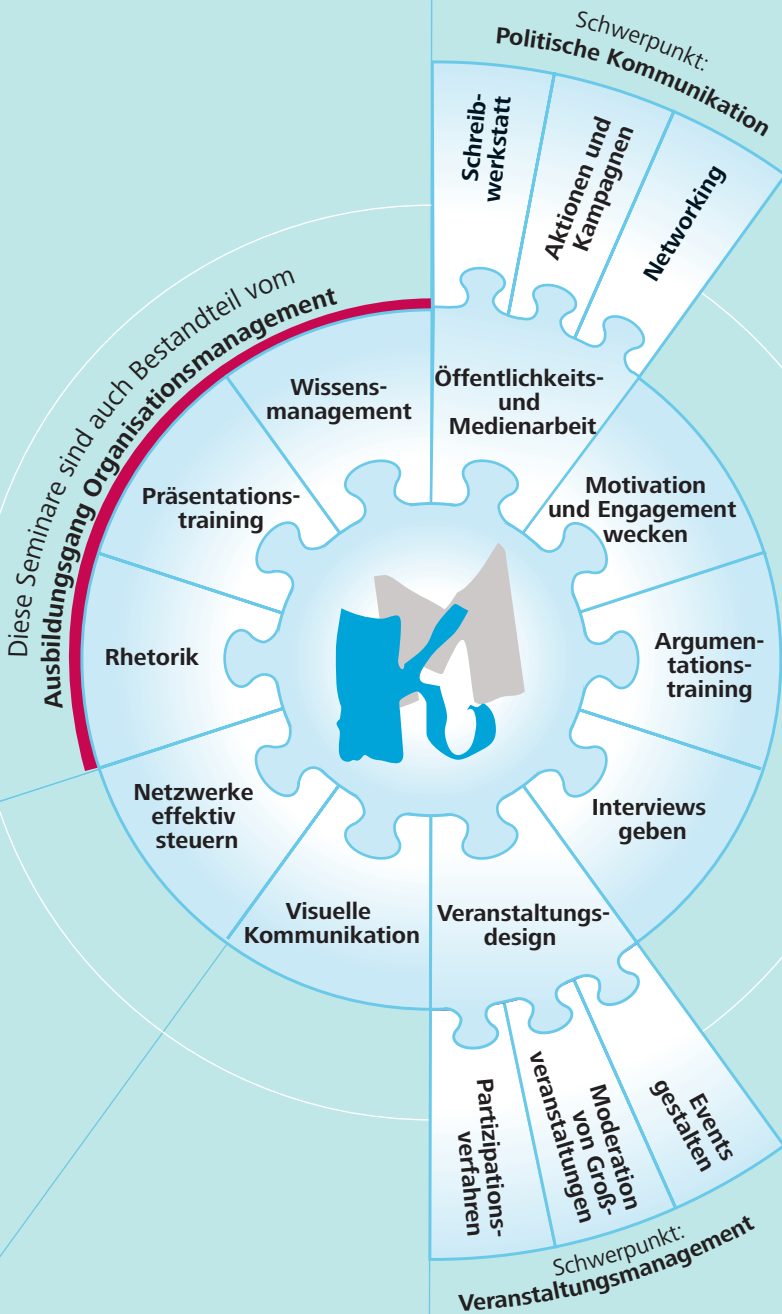 Schwerpunkt:
Politische Kommunikation
Schreib-
werkstatt
Aktionen und
Kampagnen
Networking
Diese Seminare sind auch Bestandteil vom
Ausbildungsgang Organisationsmanagement
Wissens-
management
Öffentlichkeits-
und
Medienarbeit
Präsentations-
training
Motivation
und Engagement
wecken
Rhetorik
Argumen-
tations-
training
Netzwerke
effektiv
steuern
Interviews
geben
Visuelle
Kommunikation
Veranstaltungs-
design
Partizipations-
verfahren
Moderation
von Groß-
veranstaltungen
Events
gestalten
Schwerpunkt:
Veranstaltungsmanagement